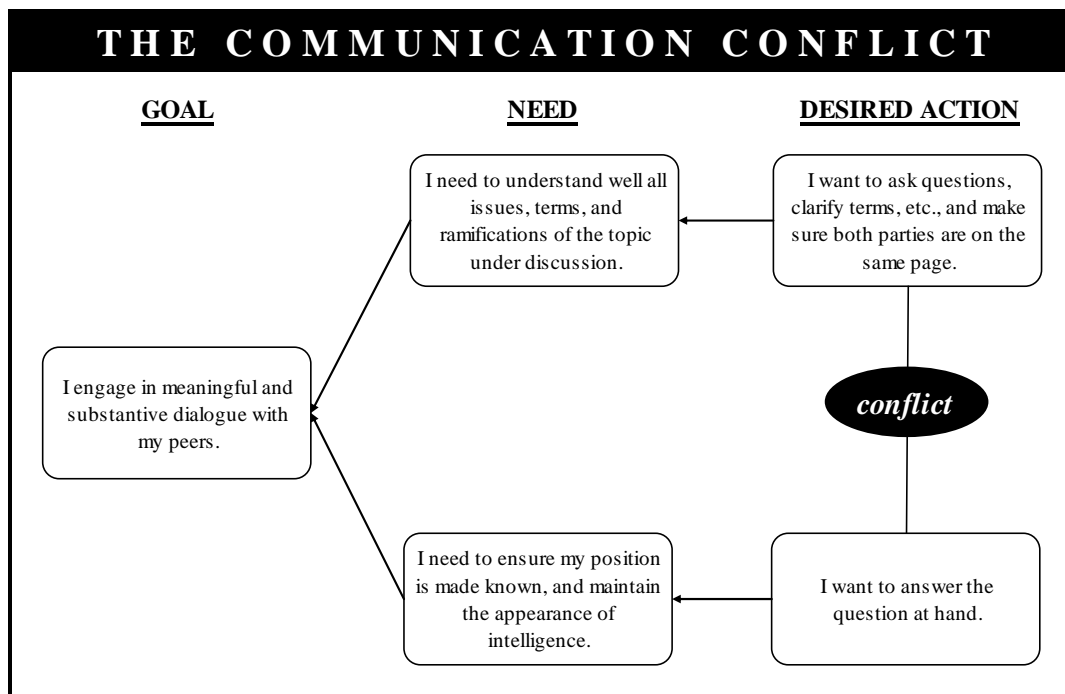 THE COMMUNICATION CONFLICT
GOAL
NEED
DESIRED ACTION
I need to understand well all
issues, terms, and
ramifications of the topic
under discussion.
I want to ask questions,
clarify terms, etc., and make
sure both parties are on the
same page.
I engage in meaningful and
substantive dialogue with
my peers.
conflict
I need to ensure my position
is made known, and maintain
the appearance of
intelligence.
I want to answer the
question at hand.